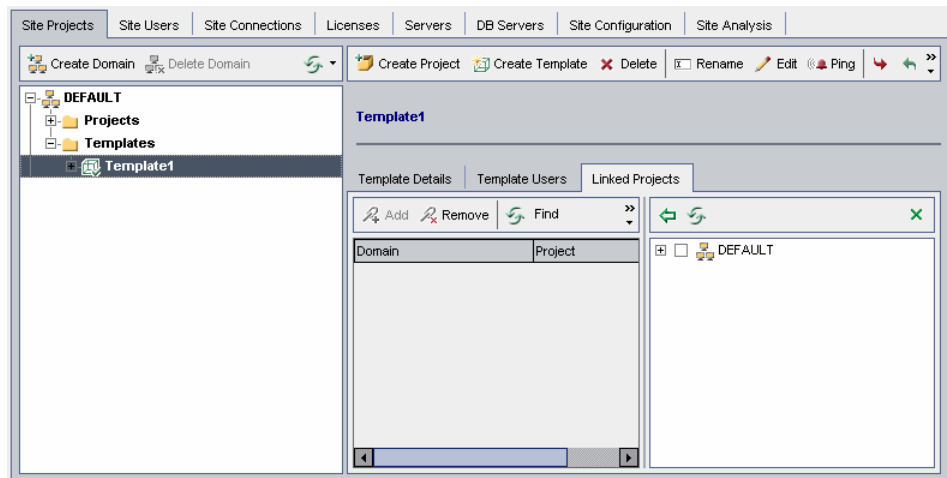 Site Projects Site Users Site Connections Licenses Servers DB Servers Site Configuration Site Analysis
Create Domain Delete Domain
Create Project Create Template Delete Rename Edit Ping
DEFAULT
Projects
Templates
Template1
Template1
Template Details Template Users Linked Projects
Add Remove Find
Domain Project
DEFAULT